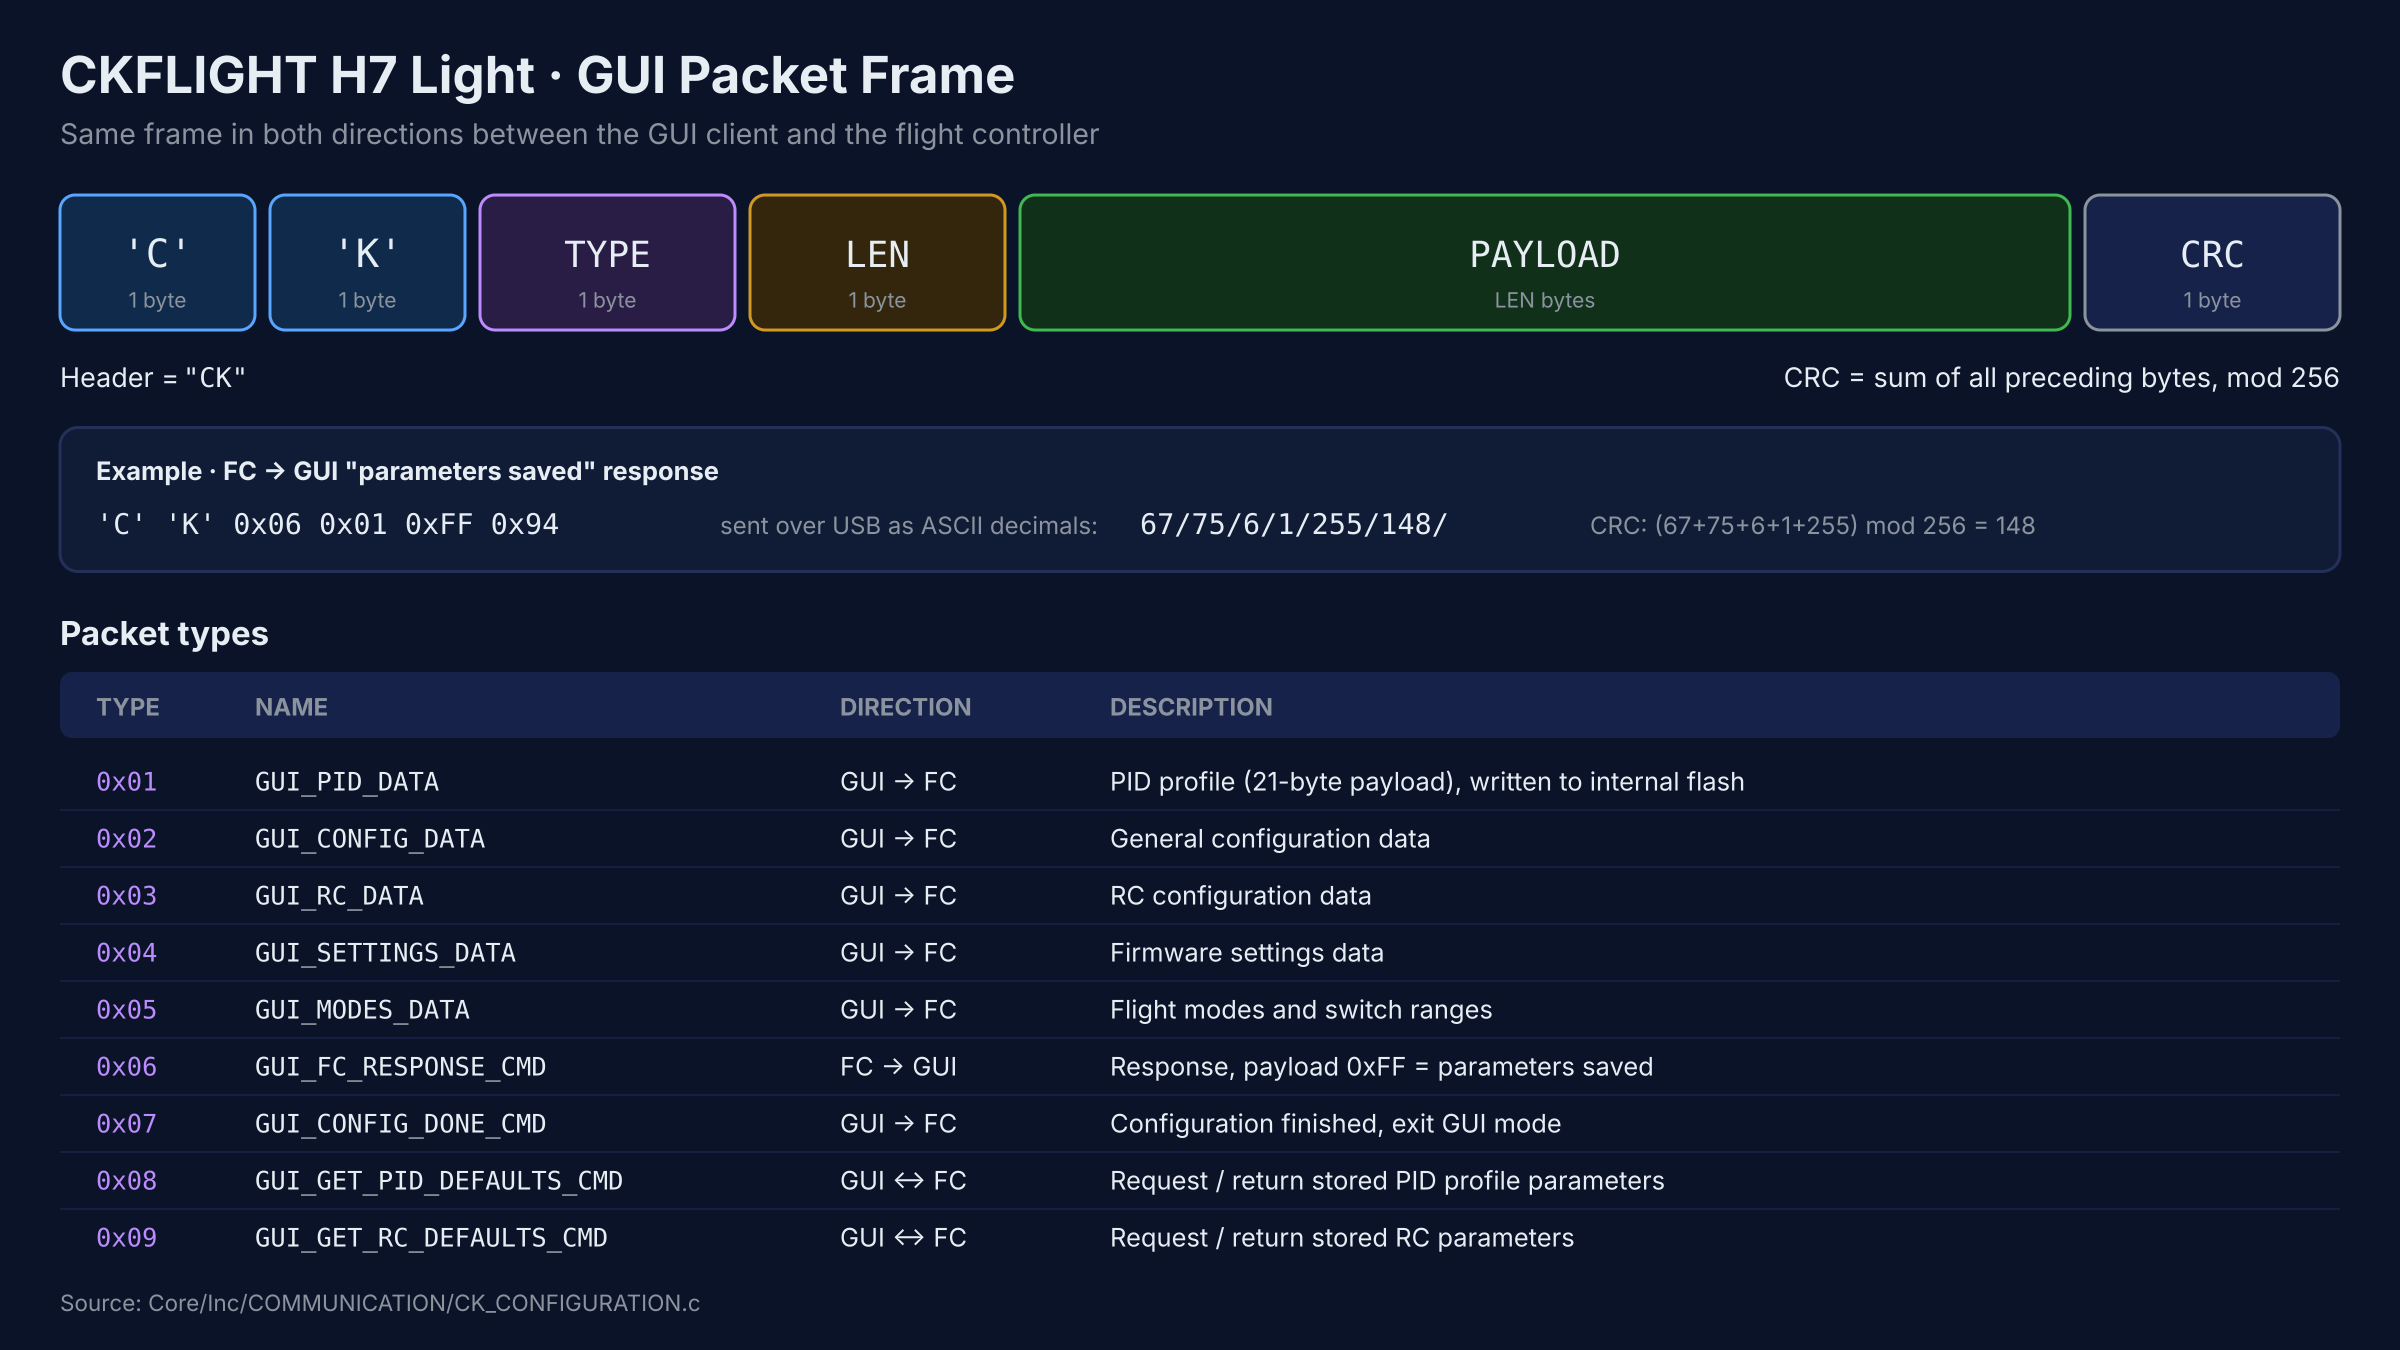 CKFLIGHT H7 Light · GUI Packet Frame
Same frame in both directions between the GUI client and the flight controller
'C' 'K' TYPE LEN PAYLOAD CRC
1 byte 1 byte 1 byte 1 byte LEN bytes 1 byte
Header = "CK" CRC = sum of all preceding bytes, mod 256
Example · FC → GUI "parameters saved" response
'C' 'K' 0x06 0x01 0xFF 0x94 sent over USB as ASCII decimals: 67/75/6/1/255/148/ CRC: (67+75+6+1+255) mod 256 = 148
Packet types
TYPE NAME DIRECTION DESCRIPTION
0x01 GUI_PID_DATA GUI → FC PID profile (21-byte payload), written to internal flash
0x02 GUI_CONFIG_DATA GUI → FC General configuration data
0x03 GUI_RC_DATA GUI → FC RC configuration data
0x04 GUI_SETTINGS_DATA GUI → FC Firmware settings data
0x05 GUI_MODES_DATA GUI → FC Flight modes and switch ranges
0x06 GUI_FC_RESPONSE_CMD FC → GUI Response, payload 0xFF = parameters saved
0x07 GUI_CONFIG_DONE_CMD GUI → FC Configuration finished, exit GUI mode
0x08 GUI_GET_PID_DEFAULTS_CMD GUI ↔ FC Request / return stored PID profile parameters
0x09 GUI_GET_RC_DEFAULTS_CMD GUI ↔ FC Request / return stored RC parameters
Source: Core/Inc/COMMUNICATION/CK_CONFIGURATION.c